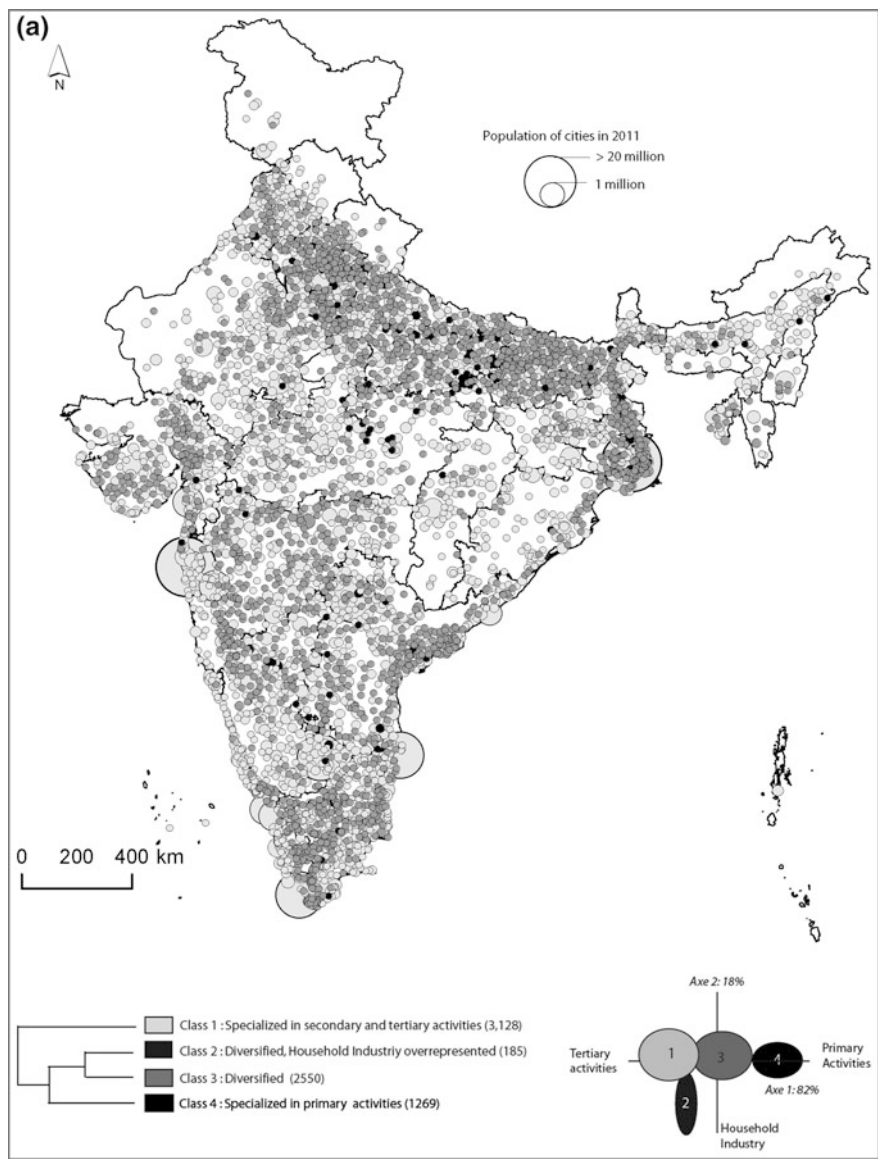 (a)
N
Population of cities in 2011
> 20 million
1 million
0 200 400 km
Class 1 : Specialized in secondary and tertiary activities (3,128)
Class 2 : Diversified, Household Industriy overrepresented (185)
Class 3 : Diversified (2550)
Class 4 : Specialized in primary activities (1269)
Axe 2: 18%
Tertiary
activities
1
3
4
Primary
Activities
Axe 1: 82%
2
Household
Industry